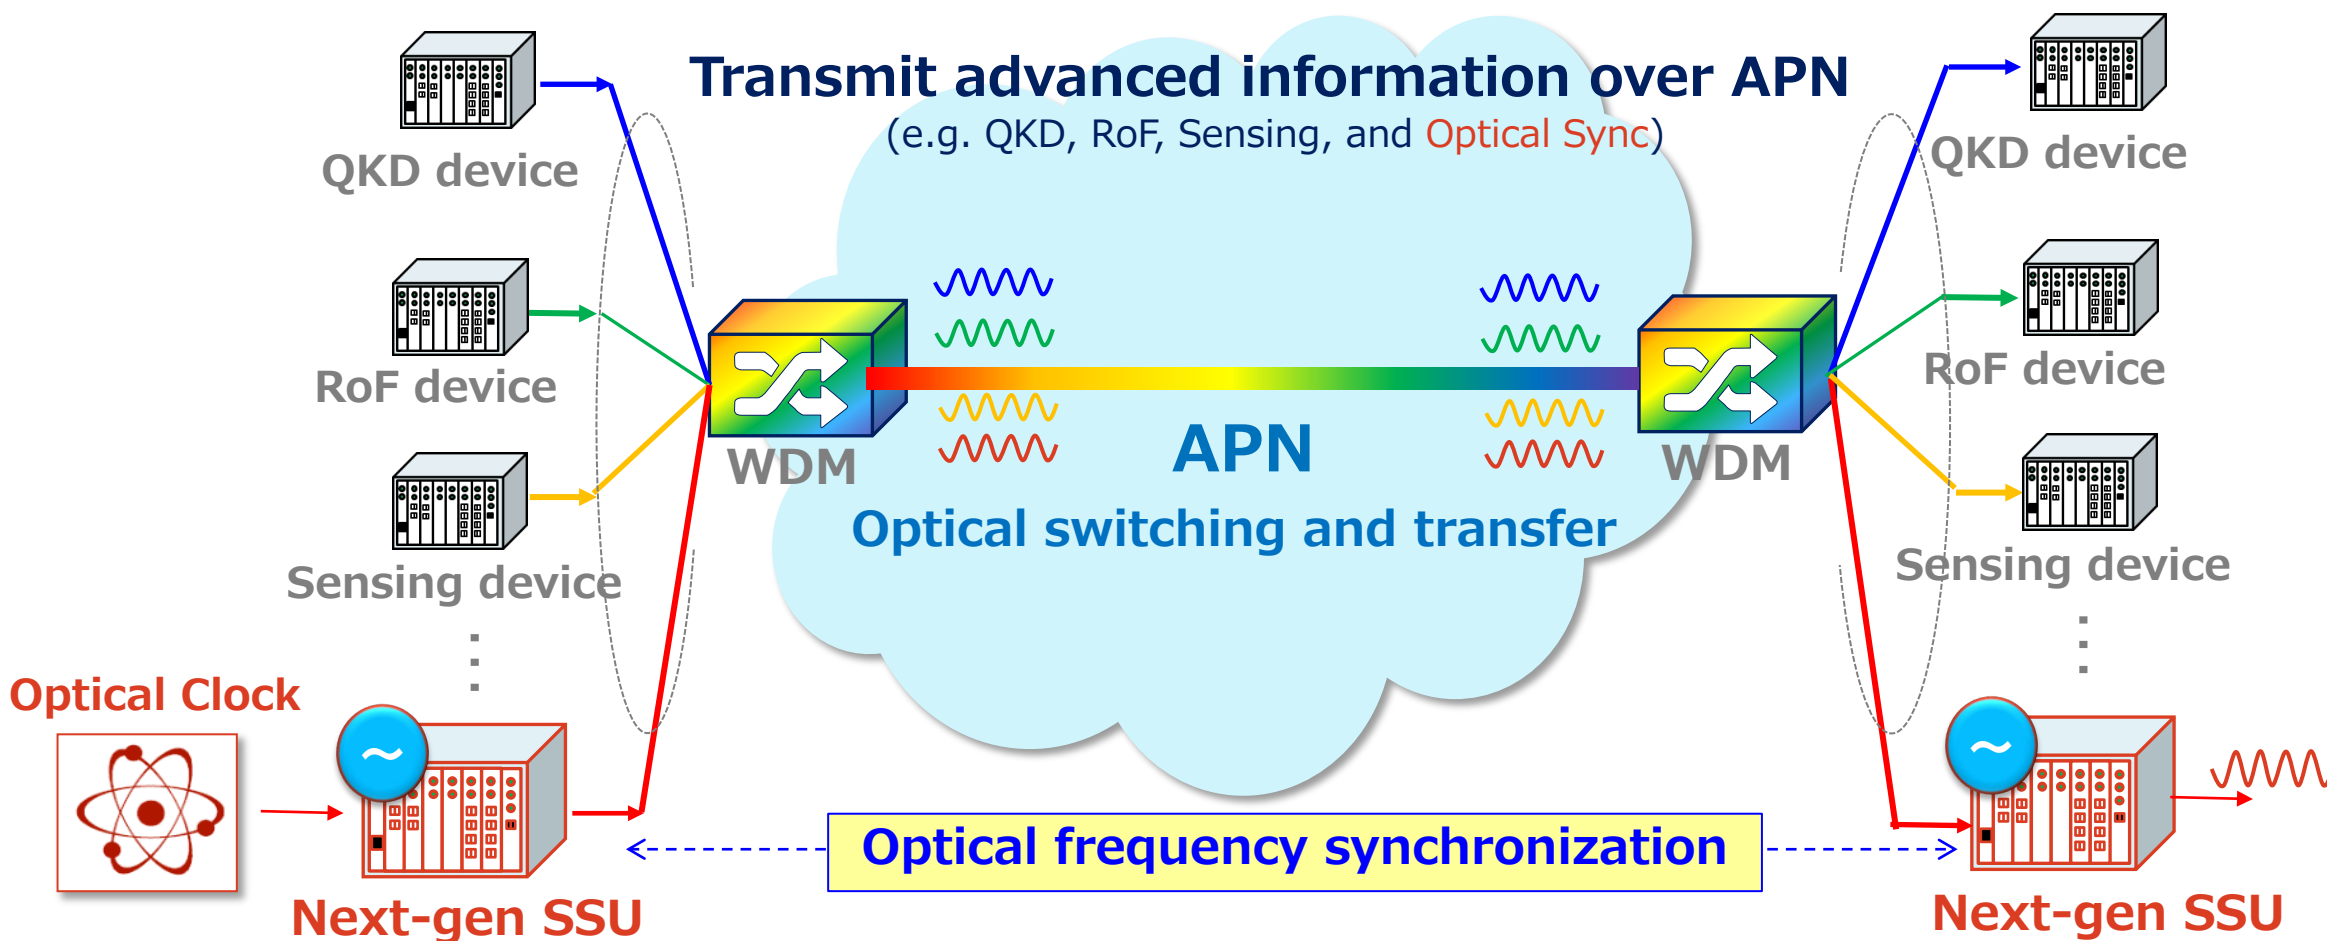 Transmit advanced information over APN
(e.g. QKD, RoF, Sensing, and Optical Sync)
QKD device
RoF device
Sensing device
Optical Clock
Next-gen SSU
WDM
APN
Optical switching and transfer
Optical frequency synchronization
WDM
QKD device
RoF device
Sensing device
Next-gen SSU